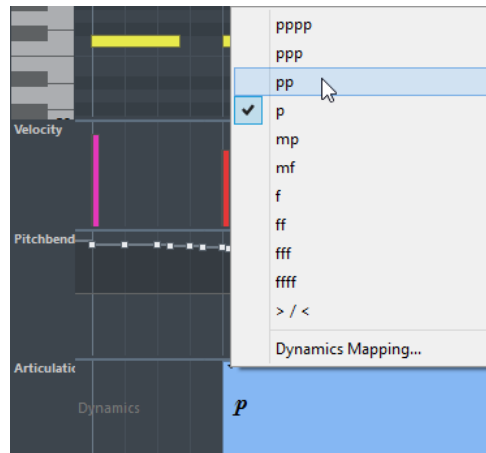 pppp
ppp
pp
p
mp
mf
f
ff
fff
ffff
> / <
Dynamics Mapping...
Velocity
Pitchbend
Articulatic
Dynamics
p